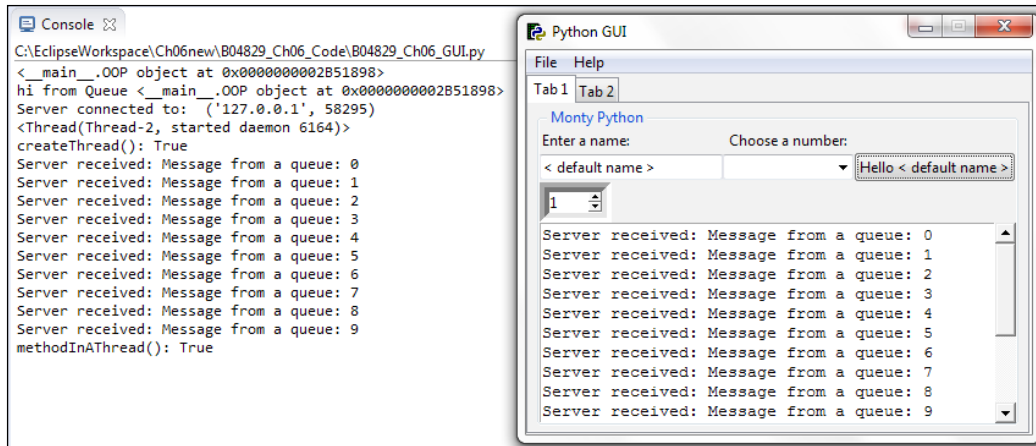 Console
C:\EclipseWorkspace\Ch06new\B04829_Ch06_Code\B04829_Ch06_GUI.py
<__main__.OOP object at 0x0000000002B51898>
hi from Queue <__main__.OOP object at 0x0000000002B51898>
Server connected to:  ('127.0.0.1', 58295)
<Thread(Thread-2, started daemon 6164)>
createThread(): True
Server received: Message from a queue: 0
Server received: Message from a queue: 1
Server received: Message from a queue: 2
Server received: Message from a queue: 3
Server received: Message from a queue: 4
Server received: Message from a queue: 5
Server received: Message from a queue: 6
Server received: Message from a queue: 7
Server received: Message from a queue: 8
Server received: Message from a queue: 9
methodInAThread(): True
Python GUI
File Help
Tab 1 Tab 2
Monty Python
Enter a name: Choose a number:
< default name > Hello < default name >
1
Server received: Message from a queue: 0
Server received: Message from a queue: 1
Server received: Message from a queue: 2
Server received: Message from a queue: 3
Server received: Message from a queue: 4
Server received: Message from a queue: 5
Server received: Message from a queue: 6
Server received: Message from a queue: 7
Server received: Message from a queue: 8
Server received: Message from a queue: 9